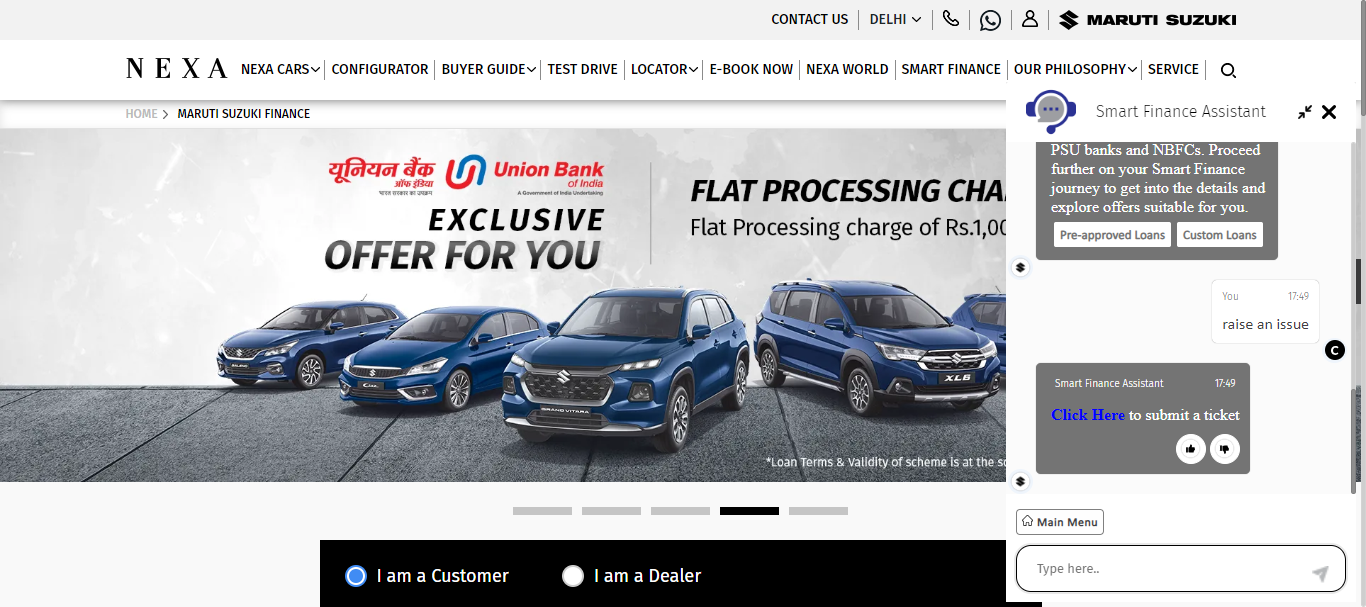 CONTACT US
DELHI
MARUTI SUZUKI
NEXA
NEXA CARS
CONFIGURATOR
BUYER GUIDE
TEST DRIVE
LOCATOR
E-BOOK NOW
NEXA WORLD
SMART FINANCE
OUR PHILOSOPHY
SERVICE
HOME
MARUTI SUZUKI FINANCE
यूनियन बैंक
ऑफ इंडिया
भारत सरकार का उपक्रम
Union Bank
of India
A Government of India Undertaking
EXCLUSIVE
OFFER FOR YOU
FLAT PROCESSING CHA
Flat Processing charge of Rs.1,00
BALENO
CIAZ
GRAND VITARA
XL6
*Loan Terms & Validity of scheme is at the so
I am a Customer
I am a Dealer
Smart Finance Assistant
PSU banks and NBFCs. Proceed
further on your Smart Finance
journey to get into the details and
explore offers suitable for you.
Pre-approved Loans
Custom Loans
You 17:49
raise an issue
C
Smart Finance Assistant 17:49
Click Here to submit a ticket
Main Menu
Type here..